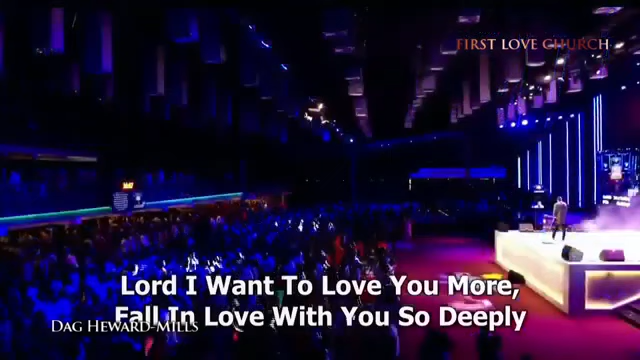 FIRST LOVE CHURCH
Lord I Want To Love You More,
Fall In Love With You So Deeply
DAG HEWARD-MILLS